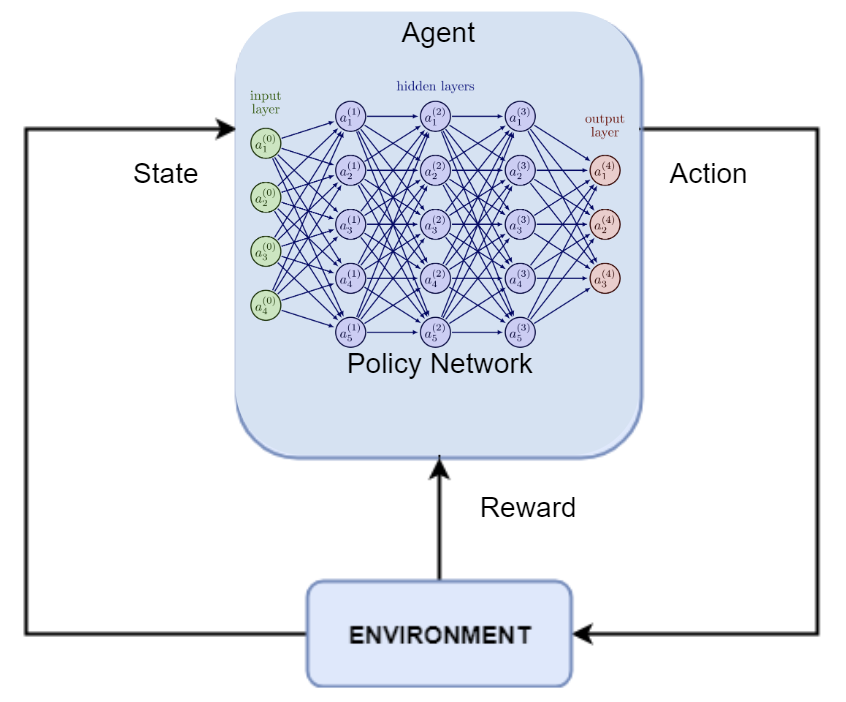 Agent
hidden layers
input
layer
output
layer
a_1^{(0)}
a_2^{(0)}
a_3^{(0)}
a_4^{(0)}
a_1^{(1)}
a_2^{(1)}
a_3^{(1)}
a_4^{(1)}
a_5^{(1)}
a_1^{(2)}
a_2^{(2)}
a_3^{(2)}
a_4^{(2)}
a_5^{(2)}
a_1^{(3)}
a_2^{(3)}
a_3^{(3)}
a_4^{(3)}
a_5^{(3)}
a_1^{(4)}
a_2^{(4)}
a_3^{(4)}
State
Action
Policy Network
Reward
ENVIRONMENT